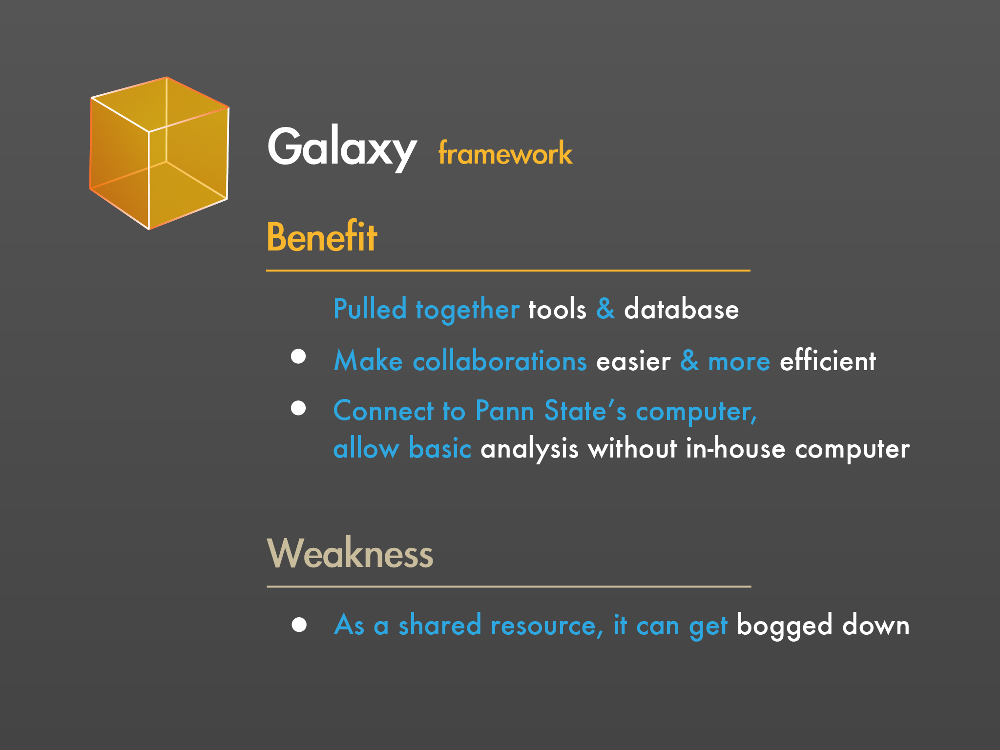 Galaxy framework
Benefit
Pulled together tools & database
• Make collaborations easier & more efficient
• Connect to Pann State’s computer,
allow basic analysis without in-house computer
Weakness
• As a shared resource, it can get bogged down